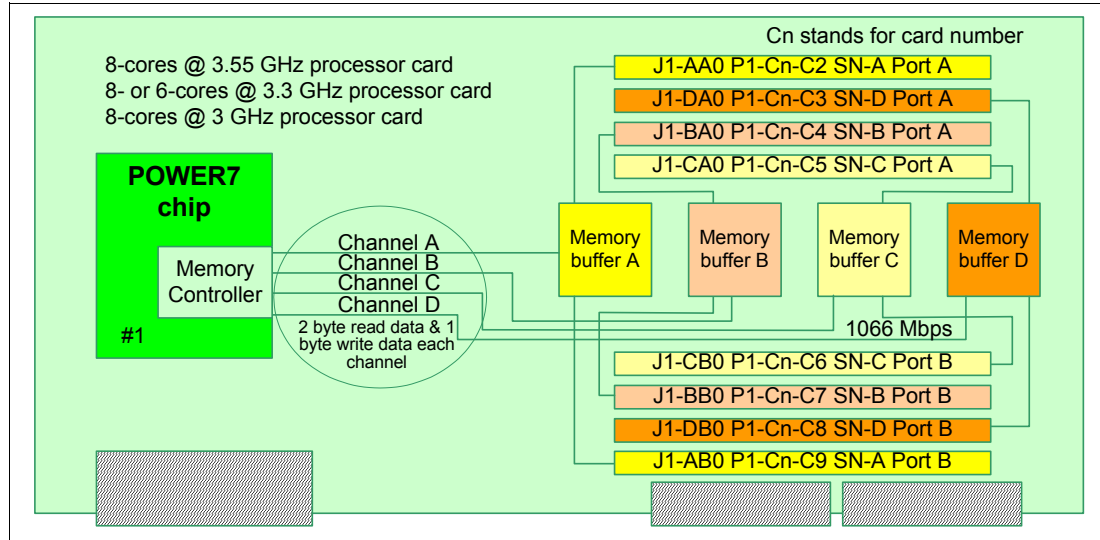 Cn stands for card number
8-cores @ 3.55 GHz processor card
8- or 6-cores @ 3.3 GHz processor card
8-cores @ 3 GHz processor card
J1-AA0 P1-Cn-C2 SN-A Port A
J1-DA0 P1-Cn-C3 SN-D Port A
J1-BA0 P1-Cn-C4 SN-B Port A
J1-CA0 P1-Cn-C5 SN-C Port A
POWER7
chip
Memory
Controller
#1
Channel A
Channel B
Channel C
Channel D
2 byte read data & 1
byte write data each
channel
Memory
buffer A
Memory
buffer B
Memory
buffer C
Memory
buffer D
1066 Mbps
J1-CB0 P1-Cn-C6 SN-C Port B
J1-BB0 P1-Cn-C7 SN-B Port B
J1-DB0 P1-Cn-C8 SN-D Port B
J1-AB0 P1-Cn-C9 SN-A Port B